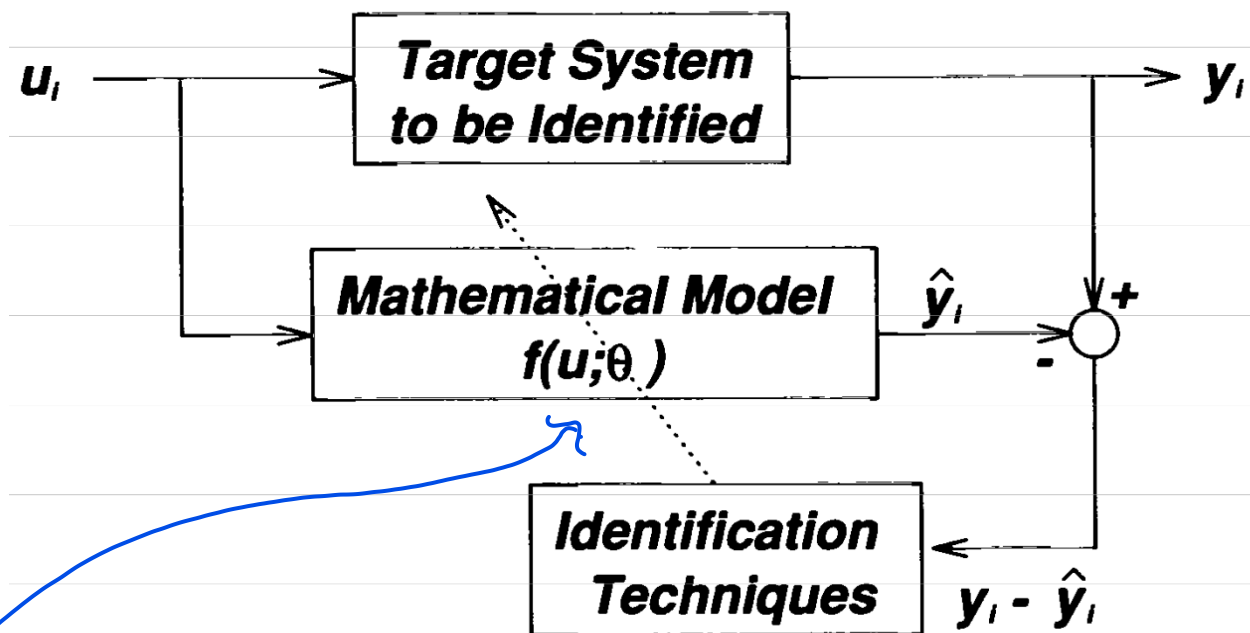 u_i
Target System
to be Identified
y_i
Mathematical Model
f(u;θ )
ŷ_i
+
-
Identification
Techniques
y_i - ŷ_i